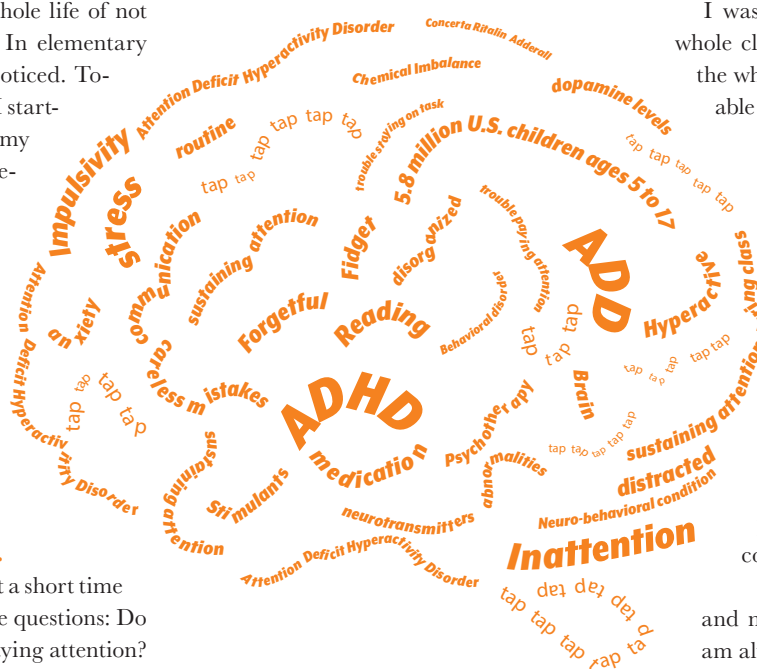 hole life of not
In elementary
oticed. To-
start-
my
e-
I was
whole cl
the wh
able
Attention Deficit Hyperactivity Disorder
Concerta Ritalin Adderall
Chemical Imbalance
dopamine levels
Impulsivity
routine
tap tap tap tap tap tap
trouble staying on task
5.8 million U.S. children ages 5 to 17
tap tap tap tap tap tap
stress
communication
sustaining attention
Fidget
disorganized
trouble paying attention
ADD
Hyperactive
ing class
Attention Deficit Hyperactivity Disorder
anxiety
Forgetful
Reading
Behavioral disorder
tap tap tap
tap tap tap tap tap
careless mistakes
tap tap tap tap
ADHD
medication
Psychotherapy
Brain
tap tap tap tap tap
sustaining attention
sustaining attention
Stimulants
abnormalities
distracted
neurotransmitters
Neuro-behavioral condition
Attention Deficit Hyperactivity Disorder
Inattention
tap tap tap tap
tap tap tap tap ta
t a short time
e questions: Do
ying attention?
co
and n
am al